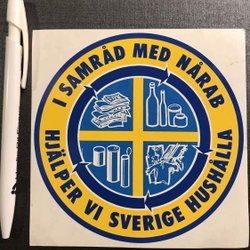 I SAMRÅD MED NÅRAB
HJÄLPER VI SVERIGE HUSHÅLLA